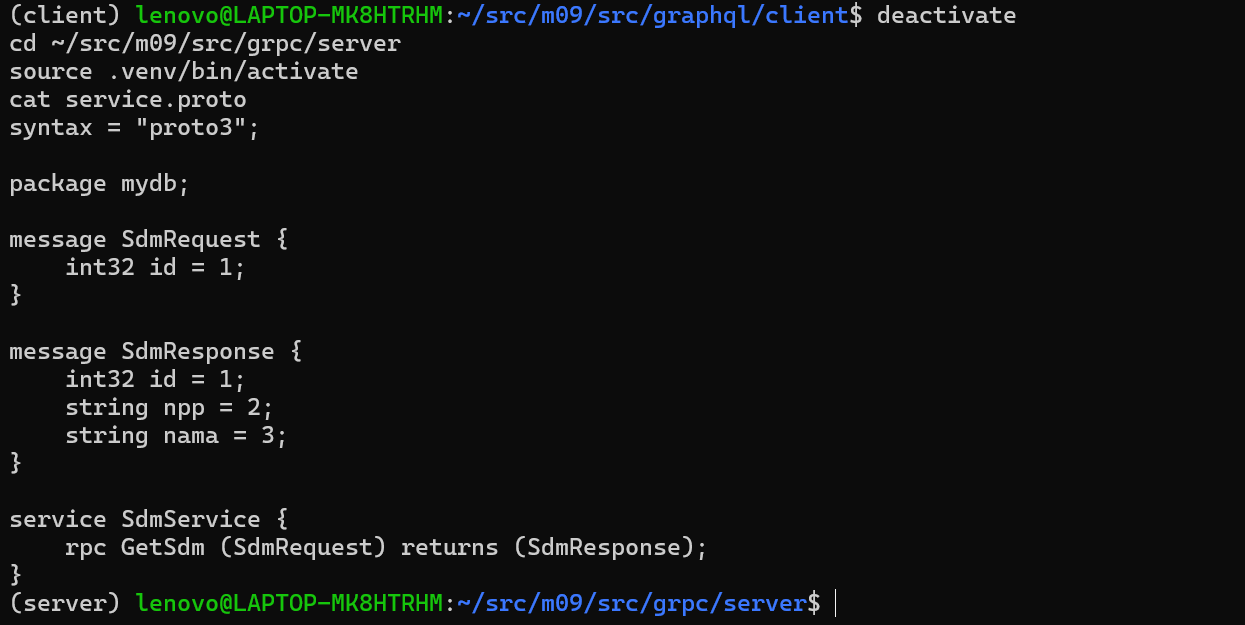 (client) lenovo@LAPTOP-MK8HTRHM:~/src/m09/src/graphql/client$ deactivate
cd ~/src/m09/src/grpc/server
source .venv/bin/activate
cat service.proto
syntax = "proto3";

package mydb;

message SdmRequest {
    int32 id = 1;
}

message SdmResponse {
    int32 id = 1;
    string npp = 2;
    string nama = 3;
}

service SdmService {
    rpc GetSdm (SdmRequest) returns (SdmResponse);
}
(server) lenovo@LAPTOP-MK8HTRHM:~/src/m09/src/grpc/server$